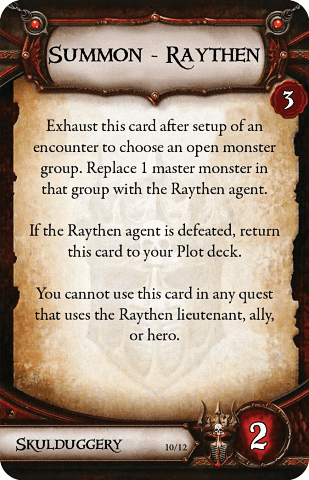 Summon - Raythen
3
Exhaust this card after setup of an
encounter to choose an open monster
group. Replace 1 master monster in
that group with the Raythen agent.
If the Raythen agent is defeated, return
this card to your Plot deck.
You cannot use this card in any quest
that uses the Raythen lieutenant, ally,
or hero.
Skulduggery
10/12
2